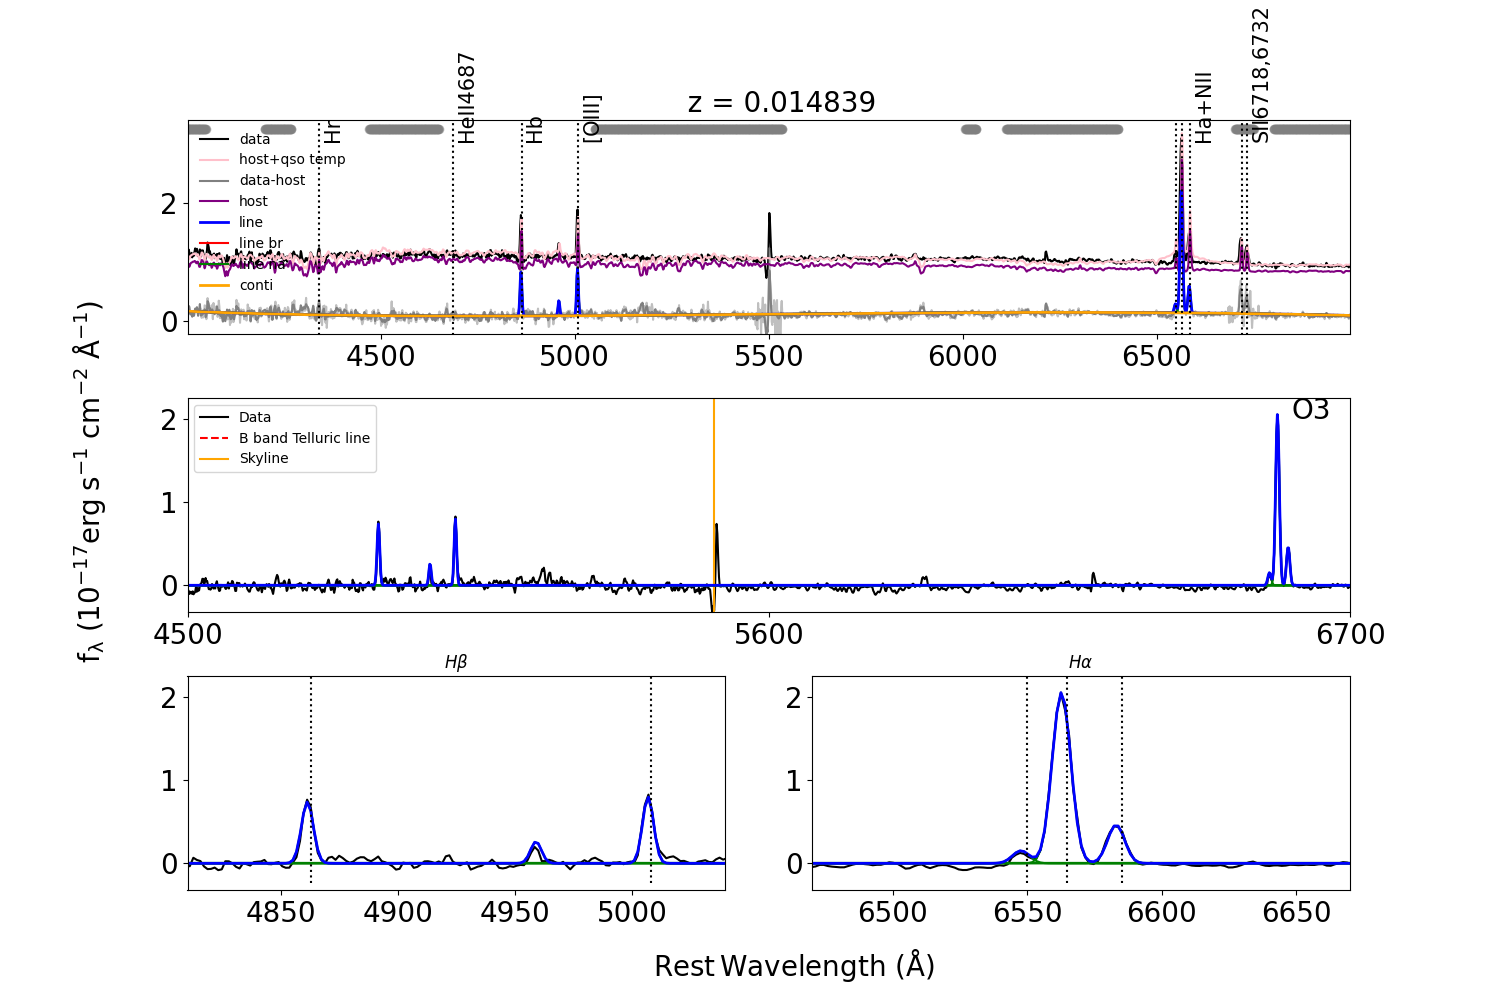 z = 0.014839
Hr
HeII4687
Hb
[OIII]
Ha+NII
SII6718,6732
data
host+qso temp
data-host
host
line
line br
line na
conti
2
0
4500
5000
5500
6000
6500
O3
Data
B band Telluric line
Skyline
2
1
0
4500
5600
6700
fλ (10⁻¹⁷erg s⁻¹ cm⁻² Å⁻¹)
Hβ
2
1
0
4850
4900
4950
5000
Hα
2
1
0
6500
6550
6600
6650
Rest Wavelength (Å)